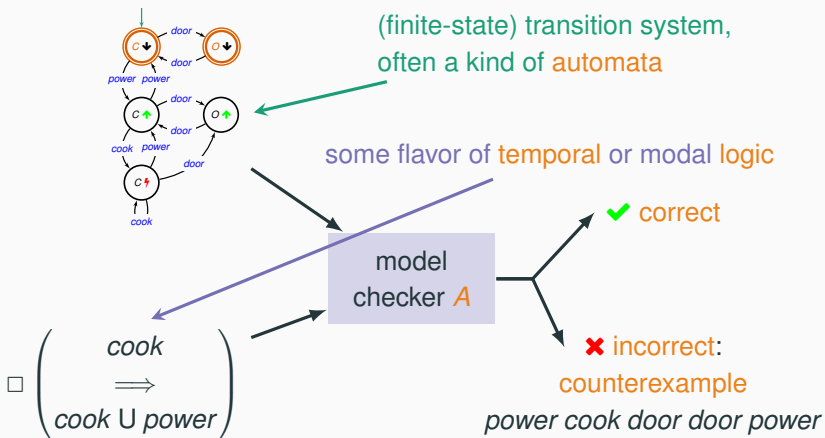 (finite-state) transition system,
often a kind of automata
door
C ↓
O ↓
door
power
power
door
C ↑
O ↑
door
cook
power
door
C
cook
some flavor of temporal or modal logic
✔ correct
model
checker A
□ ( cook
⟹
cook U power )
✖ incorrect:
counterexample
power cook door door power